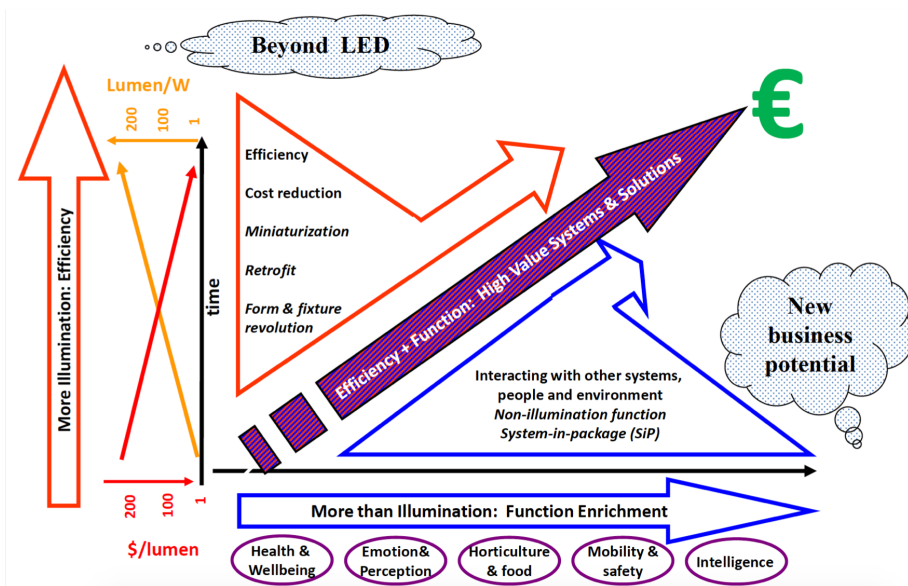 Beyond LED
€
Lumen/W
200
100
1
More Illumination: Efficiency
time
Efficiency
Cost reduction
Miniaturization
Retrofit
Form & fixture
revolution
Efficiency + Function: High Value Systems & Solutions
New
business
potential
Interacting with other systems,
people and environment
Non-illumination function
System-in-package (SiP)
200
100
1
$/lumen
More than Illumination: Function Enrichment
Health &
Wellbeing
Emotion&
Perception
Horticulture
& food
Mobility &
safety
Intelligence